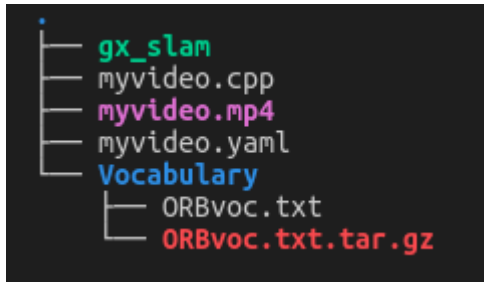 .
├── gx_slam
├── myvideo.cpp
├── myvideo.mp4
├── myvideo.yaml
└── Vocabulary
    ├── ORBvoc.txt
    └── ORBvoc.txt.tar.gz